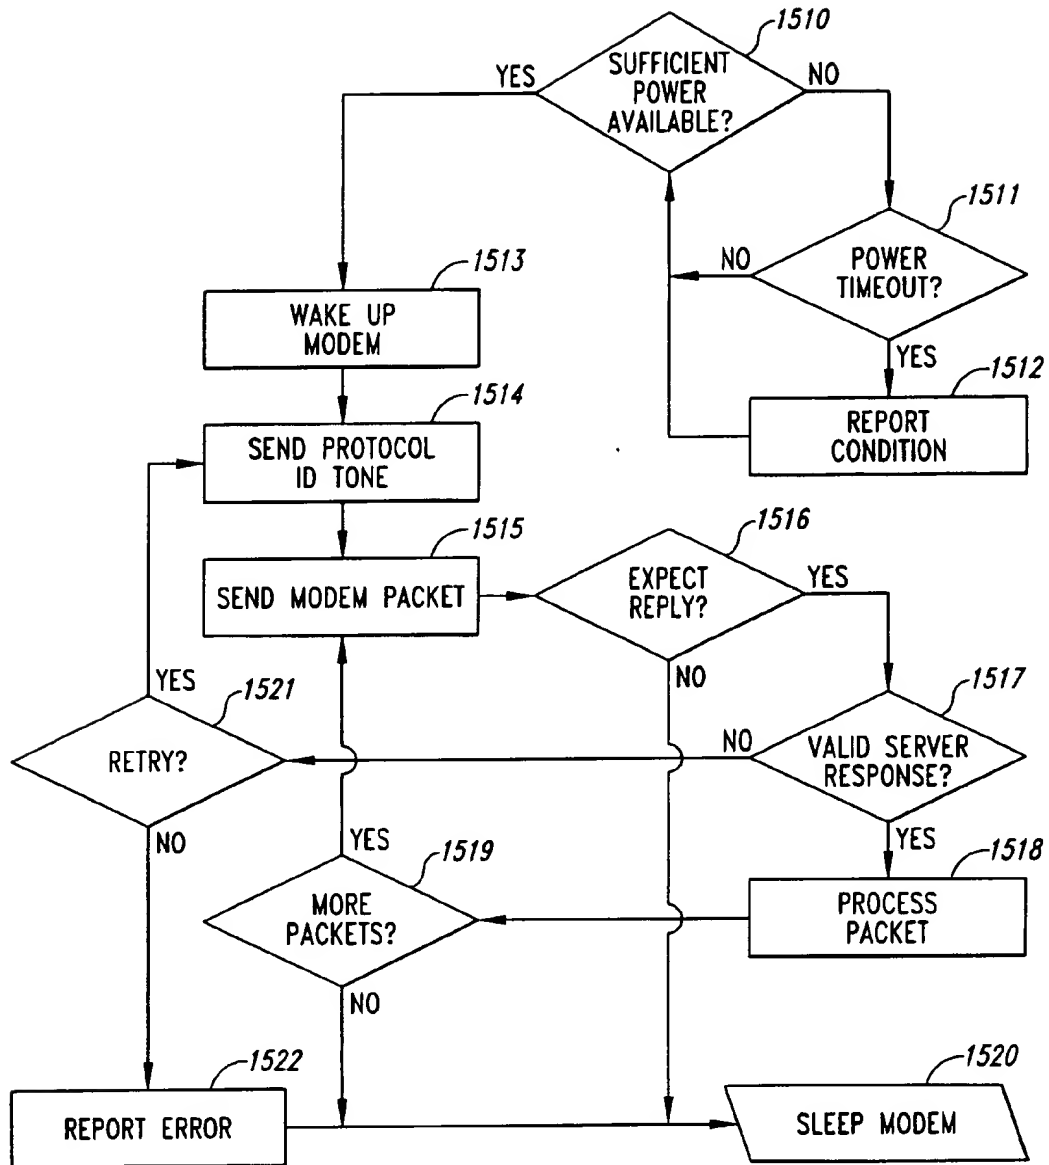 1510
SUFFICIENT
POWER
AVAILABLE?
YES
NO
1511
POWER
TIMEOUT?
NO
YES
1512
REPORT
CONDITION
1513
WAKE UP
MODEM
1514
SEND PROTOCOL
ID TONE
1515
SEND MODEM PACKET
1516
EXPECT
REPLY?
YES
NO
1517
VALID SERVER
RESPONSE?
NO
YES
1518
PROCESS
PACKET
1519
MORE
PACKETS?
YES
NO
1521
RETRY?
YES
NO
1522
REPORT ERROR
1520
SLEEP MODEM